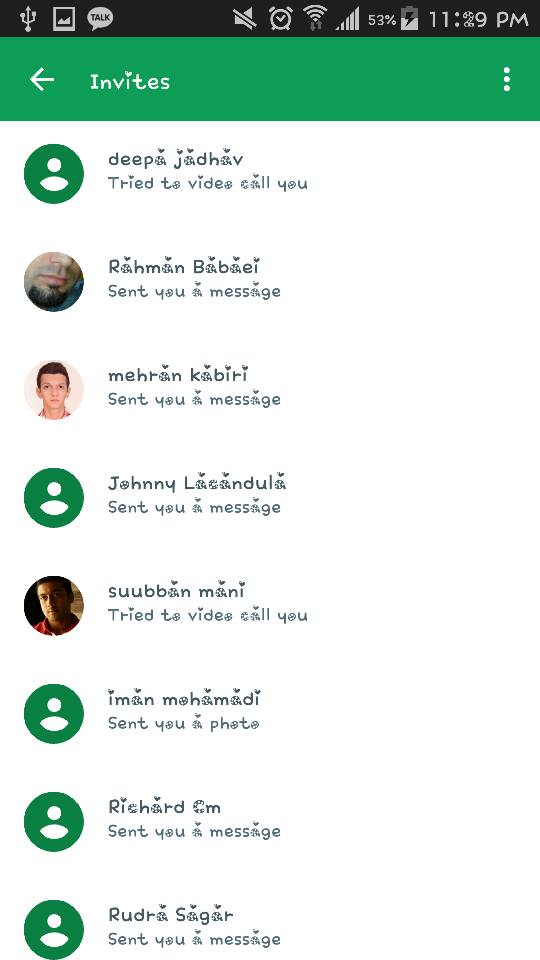 TALK
53%
11:29 PM
Invites
deepa jadhav
Tried to video call you
Rahman Babaei
Sent you a message
mehran kabiri
Sent you a message
Johnny Lacandula
Sent you a message
suubban mani
Tried to video call you
iman mohamadi
Sent you a photo
Richard Cm
Sent you a message
Rudra Sagar
Sent you a message